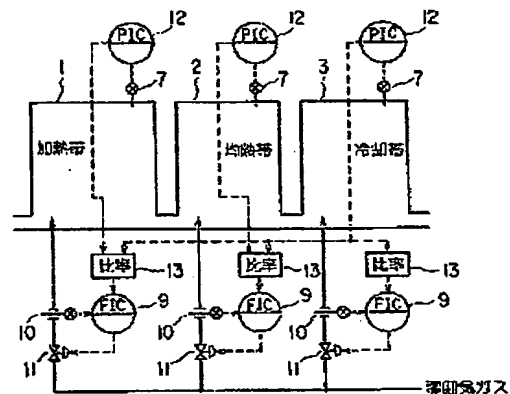 12 12 12
PIC PIC PIC
1 7 2 7 3 7
加熱帯 均熱帯 冷却帯
比率 比率 比率
13 13 13
FIC FIC FIC
9 9 9
10 10 10
11 11 11
雰囲気ガス